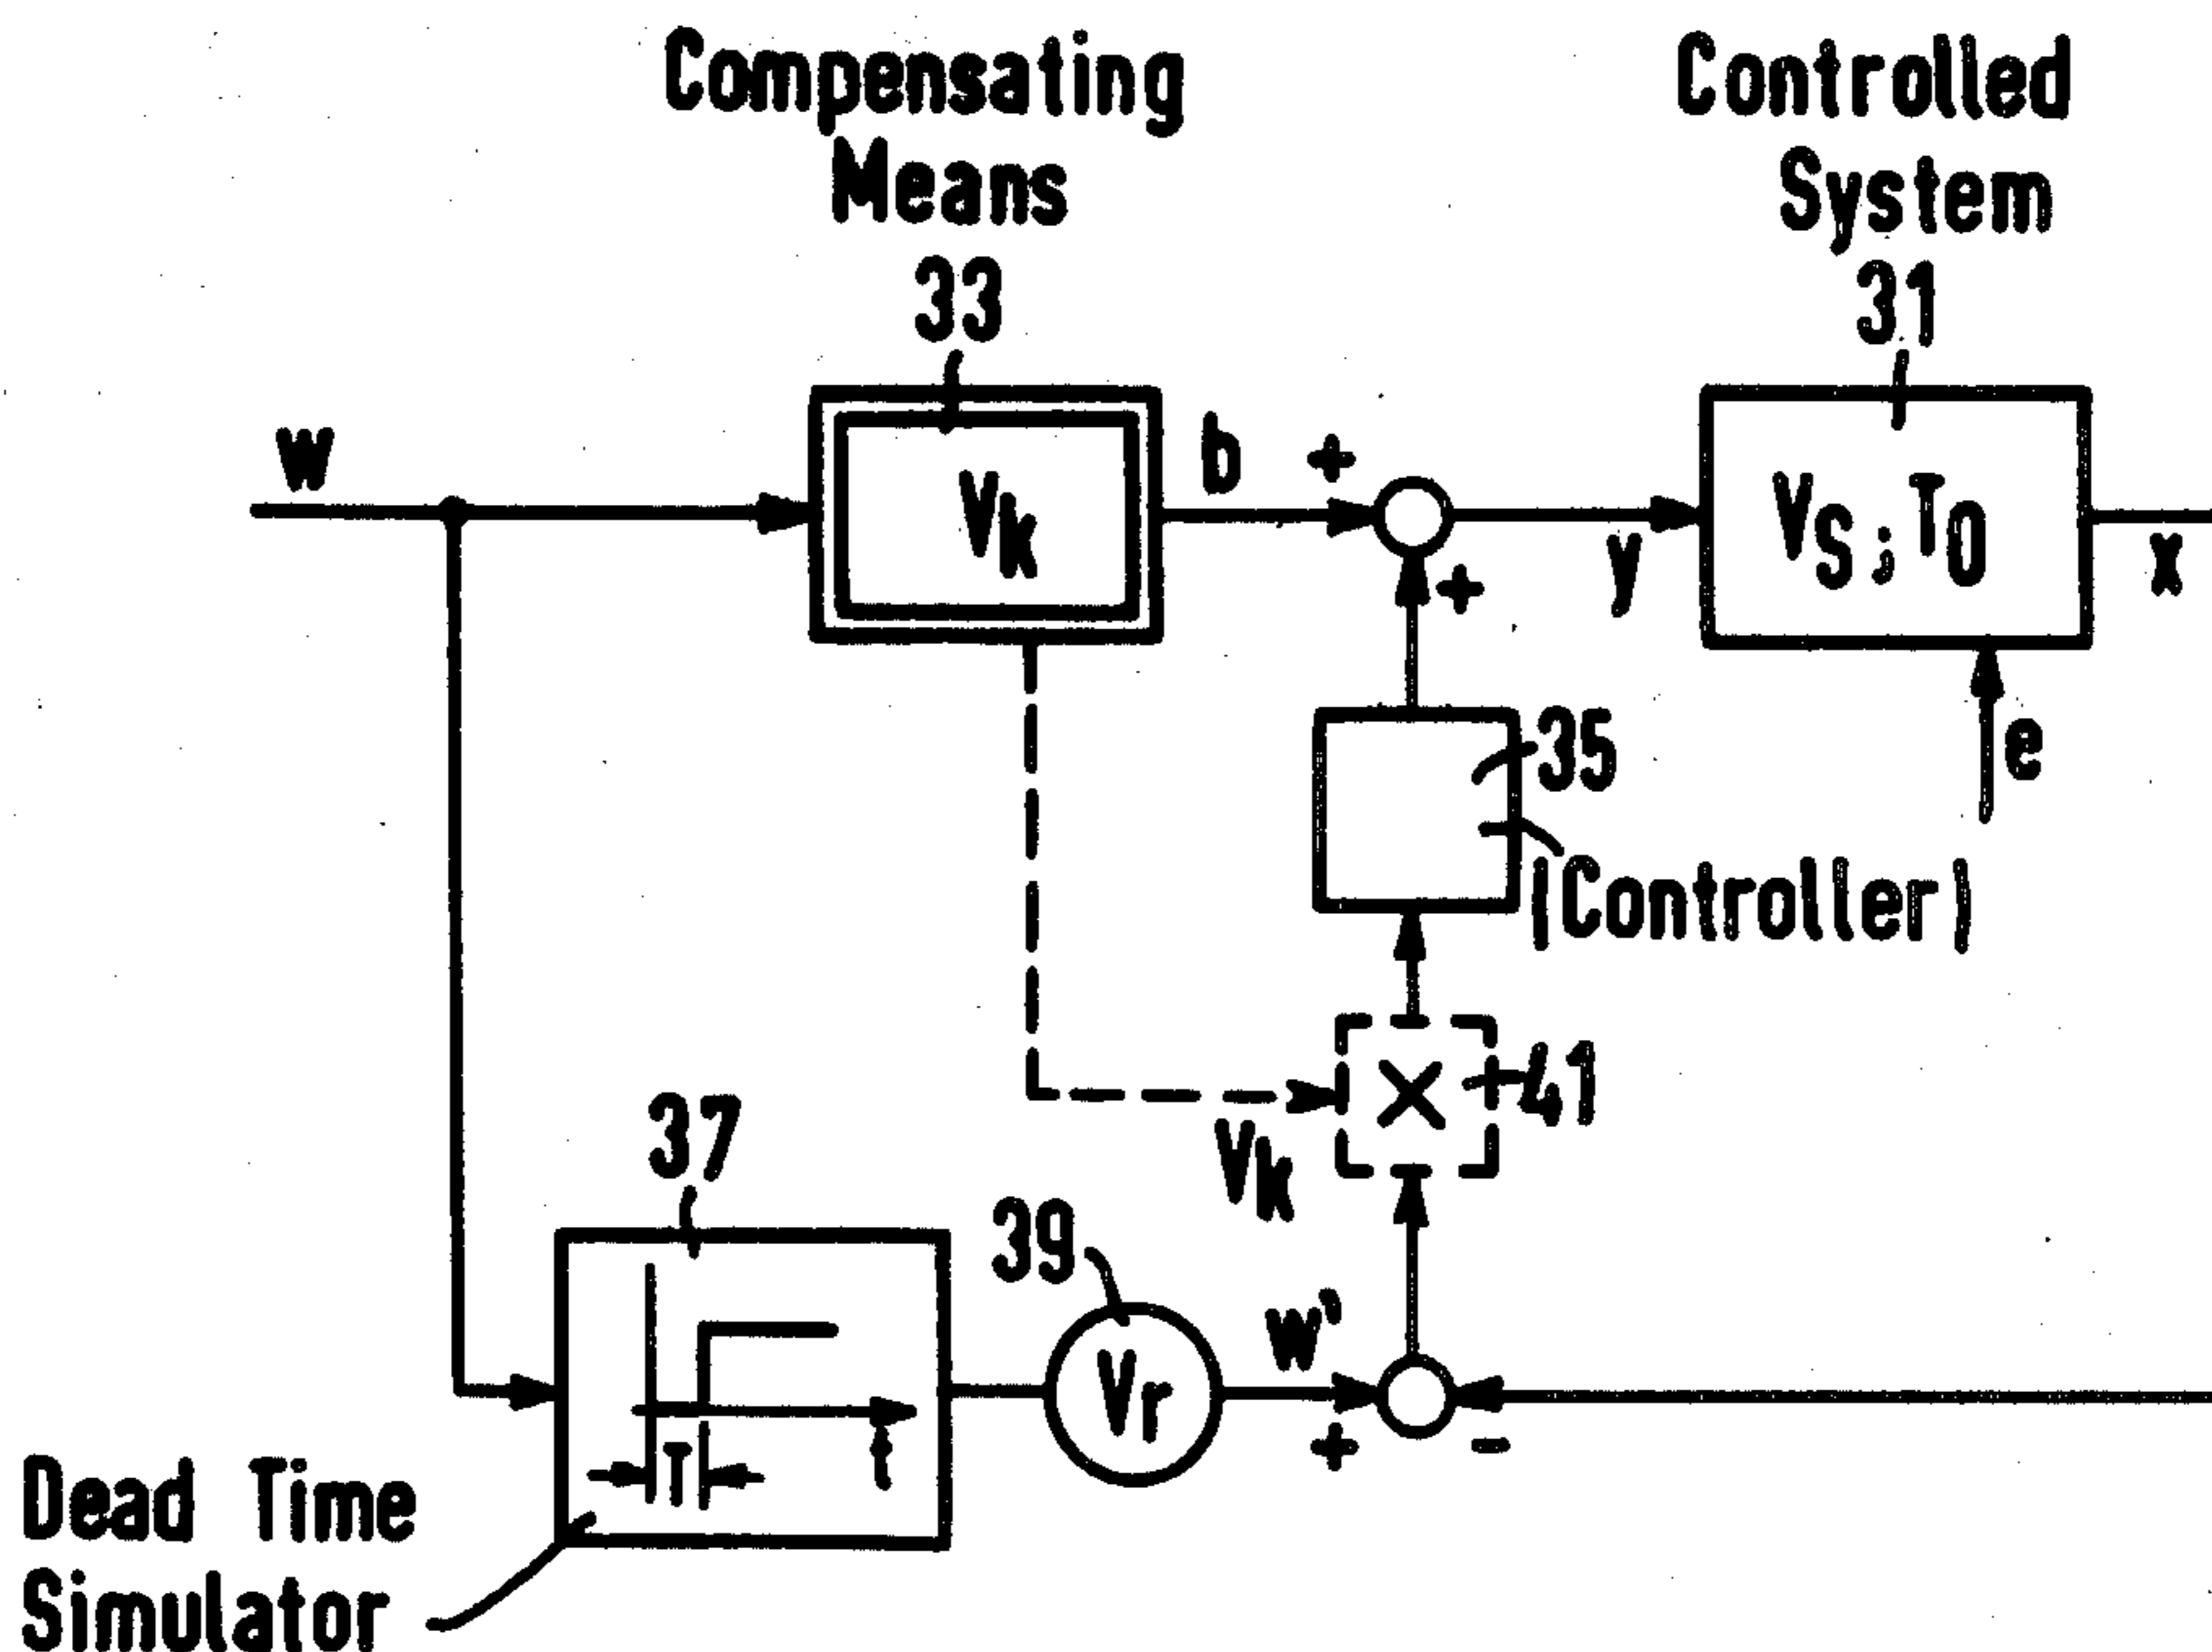 Compensating
Means
33
Controlled
System
31
w
Vk
b
+
+
y
VS; T0
x
e
35
(Controller)
×
41
Vk
37
39
T
t
Vr
w'
+
-
Dead Time
Simulator